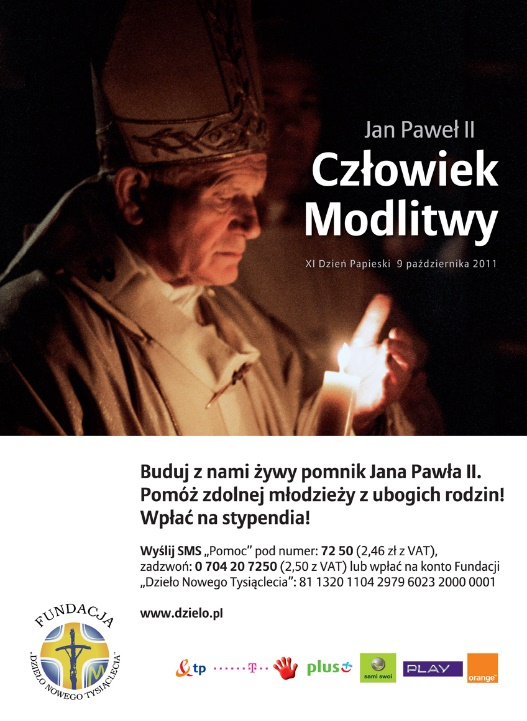 Jan Paweł II
Człowiek
Modlitwy
XI Dzień Papieski 9 października 2011
Buduj z nami żywy pomnik Jana Pawła II.
Pomóż zdolnej młodzieży z ubogich rodzin!
Wpłać na stypendia!
Wyślij SMS „Pomoc” pod numer: 72 50 (2,46 zł z VAT),
zadzwoń: 0 704 20 7250 (2,50 z VAT) lub wpłać na konto Fundacji
„Dzieło Nowego Tysiąclecia”: 81 1320 1104 2979 6023 2000 0001
www.dzielo.pl
FUNDACJA
·DZIEŁO NOWEGO TYSIĄCLECIA·
M
tp
T
plus
sami swoi
PLAY
orange